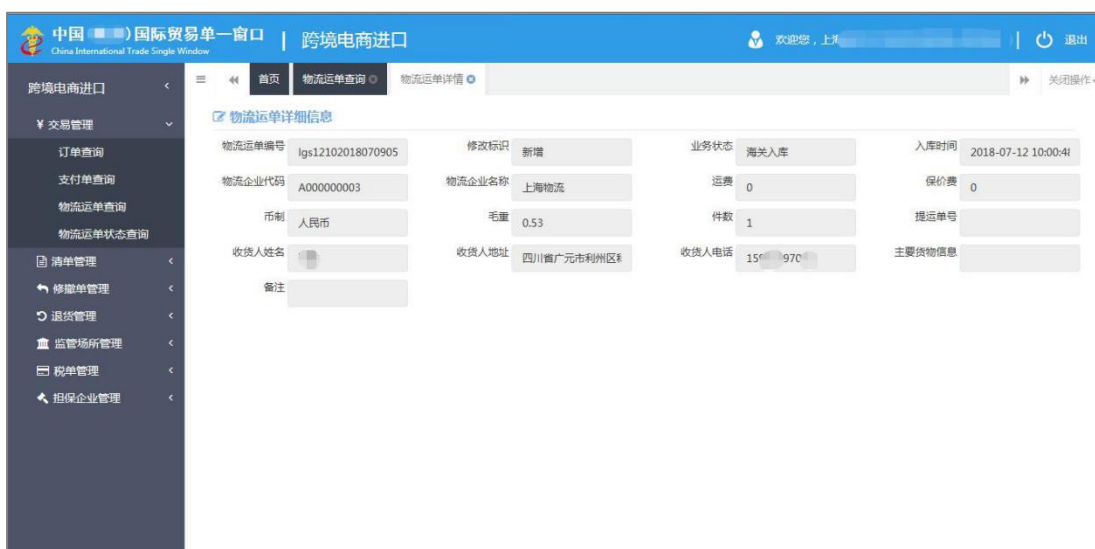 中国 )国际贸易单一窗口 | 跨境电商进口 欢迎您，上海 | 退出
China International Trade Single Window
跨境电商进口 首页 物流运单查询 物流运单详情 关闭操作
¥ 交易管理 物流运单详细信息
订单查询 物流运单编号 lgs12102018070905 修改标识 新增 业务状态 海关入库 入库时间 2018-07-12 10:00:48
支付单查询 物流企业代码 A000000003 物流企业名称 上海物流 运费 0 保价费 0
物流运单查询 币制 人民币 毛重 0.53 件数 1 提运单号
物流运单状态查询
清单管理 收货人姓名 收货人地址 四川省广元市利州区 收货人电话 15 970 主要货物信息
修撤单管理 备注
退货管理
监管场所管理
税单管理
担保企业管理